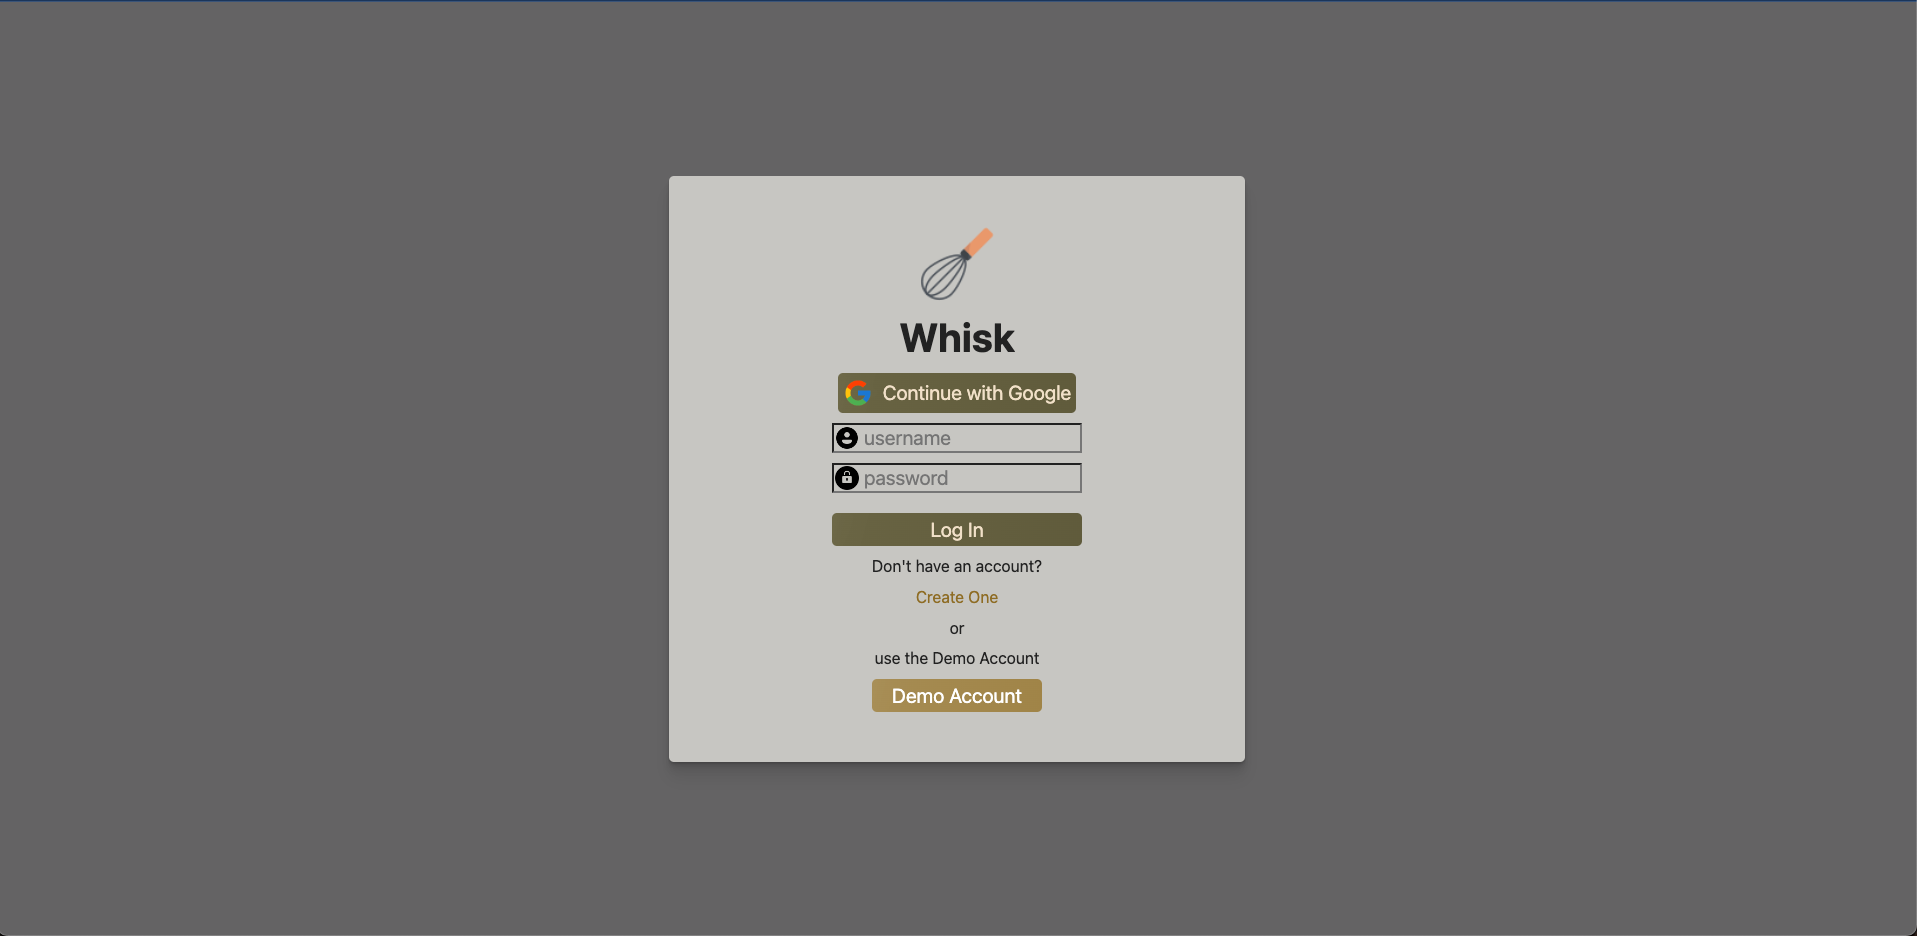 Whisk
Continue with Google
username
password
Log In
Don't have an account?
Create One
or
use the Demo Account
Demo Account